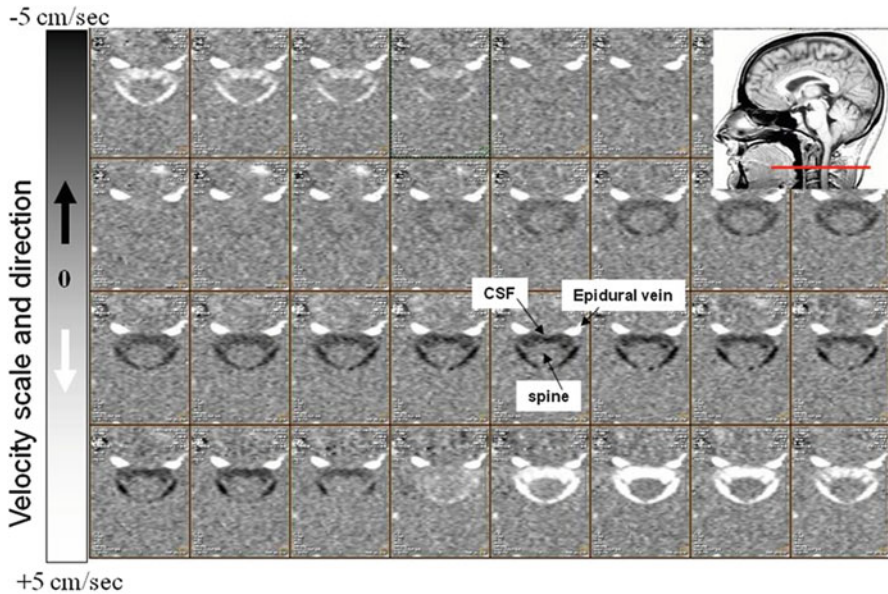 -5 cm/sec
Velocity scale and direction
0
CSF
Epidural vein
spine
+5 cm/sec